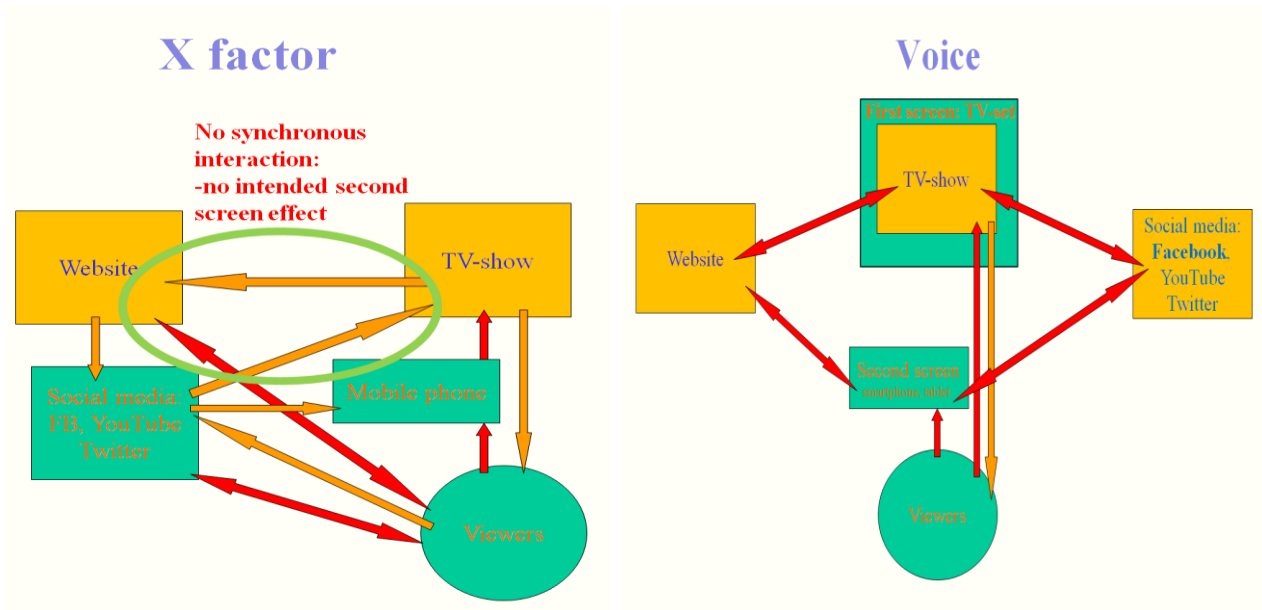 X factor
No synchronous
interaction:
-no intended second
screen effect
Website
TV-show
Social media:
FB, YouTube
Twitter
Mobile phone
Viewers
Voice
First screen: TV-set
TV-show
Website
Social media:
Facebook,
YouTube
Twitter
Second screen
smartphone, tablet
Viewers